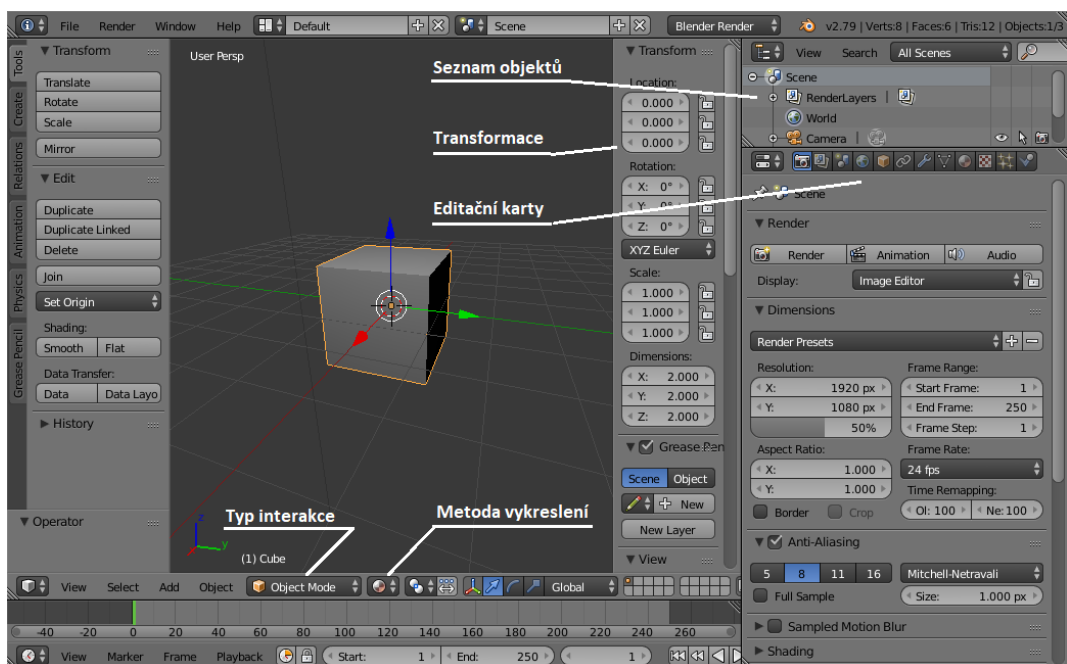 File Render Window Help Default Scene Blender Render v2.79 | Verts:8 | Faces:6 | Tris:12 | Objects:1/3
Tools
Create
Relations
Animation
Physics
Grease Pencil
Transform
Translate
Rotate
Scale
Mirror
Edit
Duplicate
Duplicate Linked
Delete
Join
Set Origin
Shading:
Smooth Flat
Data Transfer:
Data Data Layo
History
Operator
User Persp
Seznam objektů
Transformace
Editační karty
Typ interakce
Metoda vykreslení
z
y
(1) Cube
Transform
Location:
0.000
0.000
0.000
Rotation:
X: 0°
Y: 0°
Z: 0°
XYZ Euler
Scale:
1.000
1.000
1.000
Dimensions:
X: 2.000
Y: 2.000
Z: 2.000
Grease Pen
Scene Object
New
New Layer
View
View Search All Scenes
Scene
RenderLayers |
World
Camera |
Scene
Render
Render Animation Audio
Display: Image Editor
Dimensions
Render Presets
Resolution: Frame Range:
X: 1920 px Start Frame: 1
Y: 1080 px End Frame: 250
50% Frame Step: 1
Aspect Ratio: Frame Rate:
X: 1.000 24 fps
Y: 1.000 Time Remapping:
Border Crop Ol: 100 Ne:100
Anti-Aliasing
5 8 11 16 Mitchell-Netravali
Full Sample Size: 1.000 px
Sampled Motion Blur
Shading
View Select Add Object Object Mode Global
-40 -20 0 20 40 60 80 100 120 140 160 180 200 220 240 260
View Marker Frame Playback Start: 1 End: 250 1